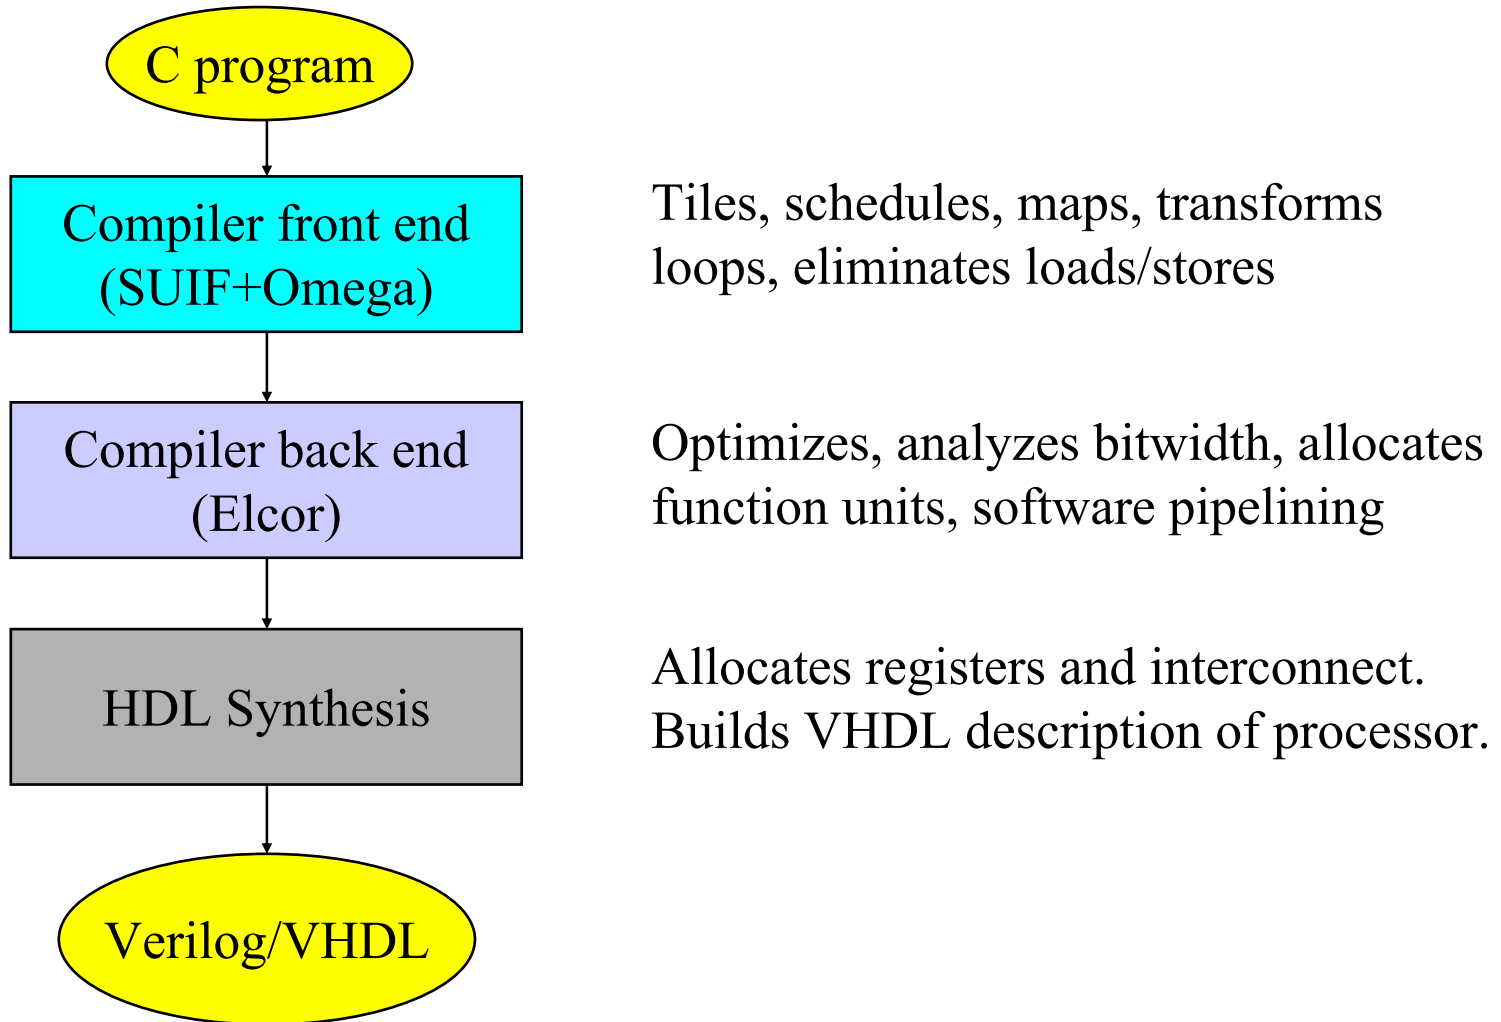 C program
Compiler front end
(SUIF+Omega)
Tiles, schedules, maps, transforms
loops, eliminates loads/stores
Compiler back end
(Elcor)
Optimizes, analyzes bitwidth, allocates
function units, software pipelining
HDL Synthesis
Allocates registers and interconnect.
Builds VHDL description of processor.
Verilog/VHDL